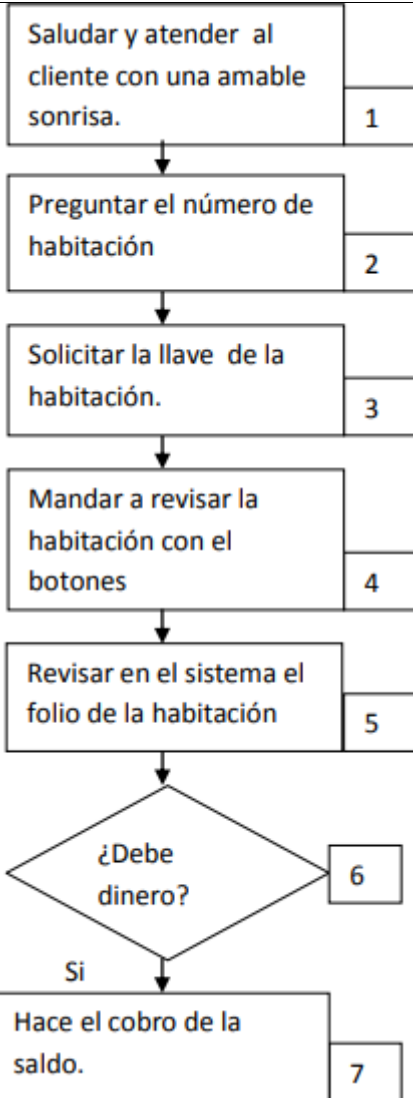 Saludar y atender al
cliente con una amable
sonrisa.
1
Preguntar el número de
habitación
2
Solicitar la llave de la
habitación.
3
Mandar a revisar la
habitación con el
botones
4
Revisar en el sistema el
folio de la habitación
5
¿Debe
dinero?
6
Si
Hace el cobro de la
saldo.
7